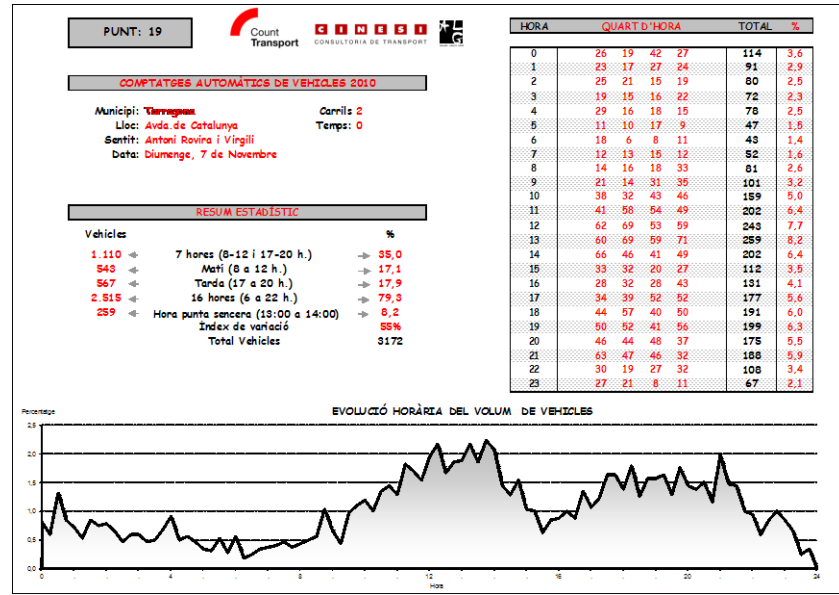 PUNT: 19
Count
Transport
CINESI
CONSULTORIA DE TRANSPORT
COMPTATGES AUTOMÀTICS DE VEHICLES 2010
Municipi:
Carrils 2
Lloc: Avda.de Catalunya
Temps: 0
Sentit: Antoni Rovira i Virgili
Data: Diumenge, 7 de Novembre
RESUM ESTADÍSTIC
Vehicles %
1.110 7 hores (8-12 i 17-20 h.) 35,0
543 Matí (8 a 12 h.) 17,1
567 Tarda (17 a 20 h.) 17,9
2.515 16 hores (6 a 22 h.) 79,3
259 Hora punta sencera (13:00 a 14:00) 8,2
Índex de variació 55%
Total Vehicles 3172
HORA QUART D'HORA TOTAL %
0 26 19 42 27 114 3,6
1 23 17 27 24 91 2,9
2 25 21 15 19 80 2,5
3 19 15 16 22 72 2,3
4 29 16 18 15 78 2,5
5 11 10 17 9 47 1,5
6 18 6 8 11 43 1,4
7 12 13 15 12 52 1,6
8 14 16 18 33 81 2,6
9 21 14 31 35 101 3,2
10 38 32 43 46 159 5,0
11 41 58 54 49 202 6,4
12 62 69 53 59 243 7,7
13 60 69 59 71 259 8,2
14 66 46 41 49 202 6,4
15 33 32 20 27 112 3,5
16 28 32 28 43 131 4,1
17 34 39 52 52 177 5,6
18 44 57 40 50 191 6,0
19 50 52 41 56 199 6,3
20 46 44 48 37 175 5,5
21 63 47 46 32 188 5,9
22 30 19 27 32 108 3,4
23 27 21 8 11 67 2,1
EVOLUCIÓ HORÀRIA DEL VOLUM DE VEHICLES
Percentatge
2,5
2,0
1,5
1,0
0,5
0,0
0 4 8 12 16 20 24
Hora